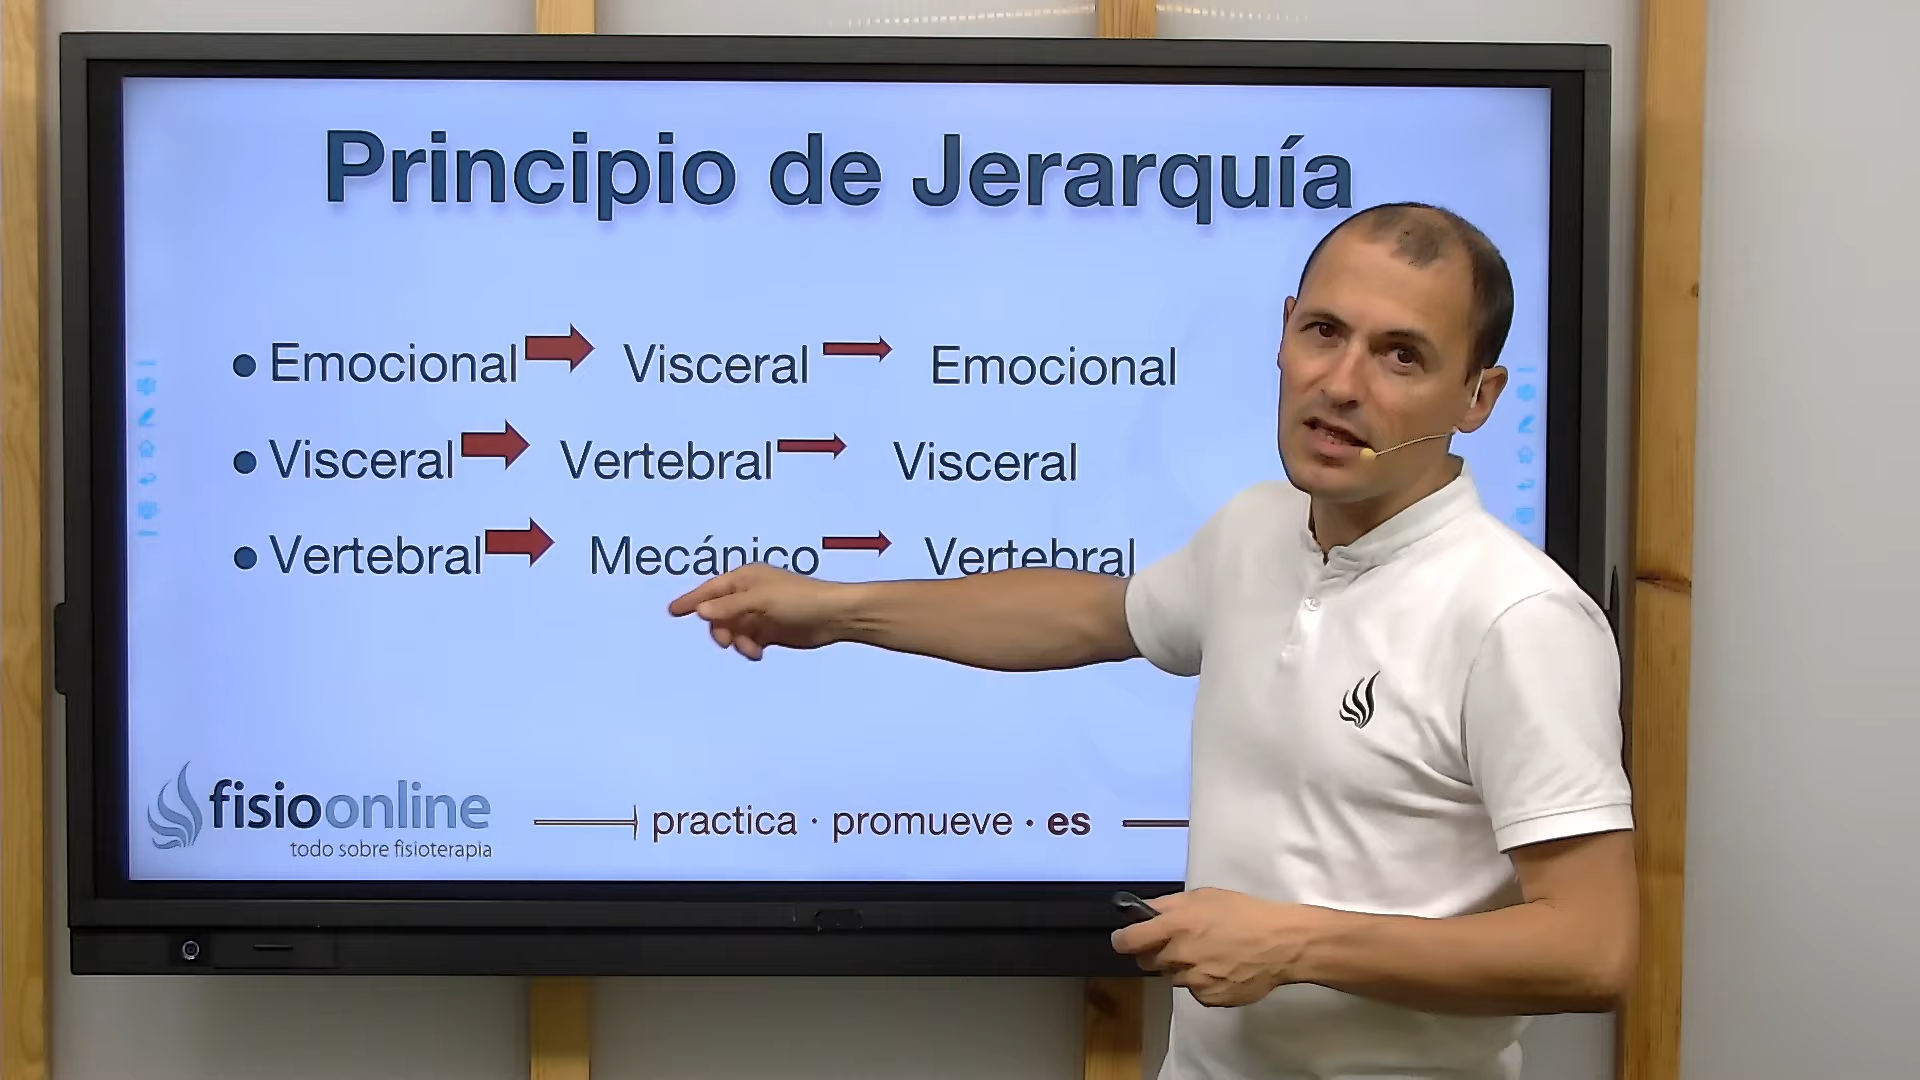 Principio de Jerarquía
• Emocional Visceral Emocional
• Visceral Vertebral Visceral
• Vertebral Mecánico Vertebral
fisioonline
todo sobre fisioterapia
practica · promueve · es